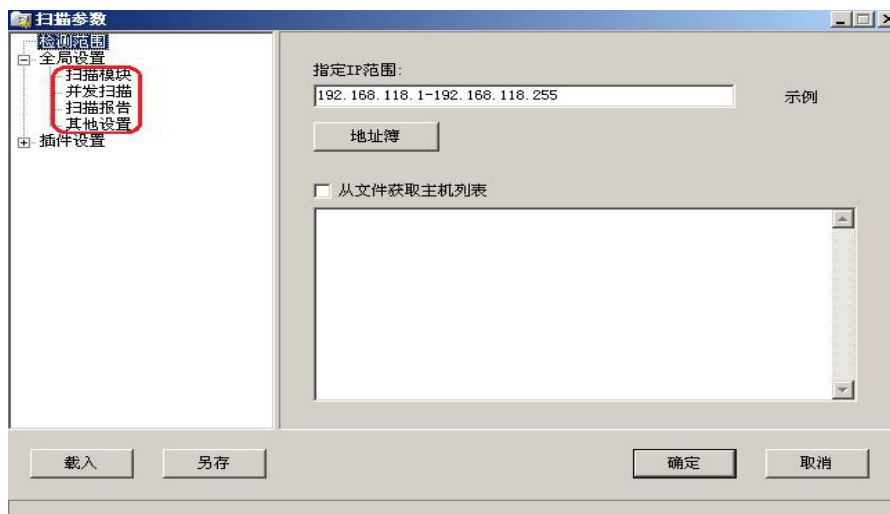 扫描参数
检测范围
全局设置
扫描模块
并发扫描
扫描报告
其他设置
插件设置
指定IP范围:
192.168.118.1-192.168.118.255
示例
地址簿
从文件获取主机列表
载入
另存
确定
取消